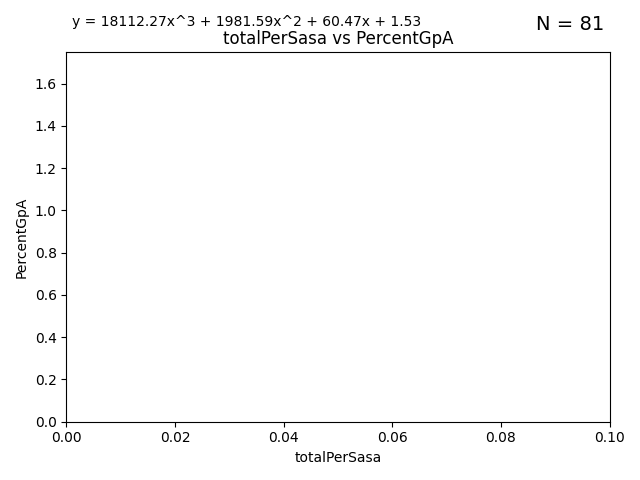 y = 18112.27x^3 + 1981.59x^2 + 60.47x + 1.53
N = 81
totalPerSasa vs PercentGpA
PercentGpA
1.6
1.4
1.2
1.0
0.8
0.6
0.4
0.2
0.0
0.00 0.02 0.04 0.06 0.08 0.10
totalPerSasa